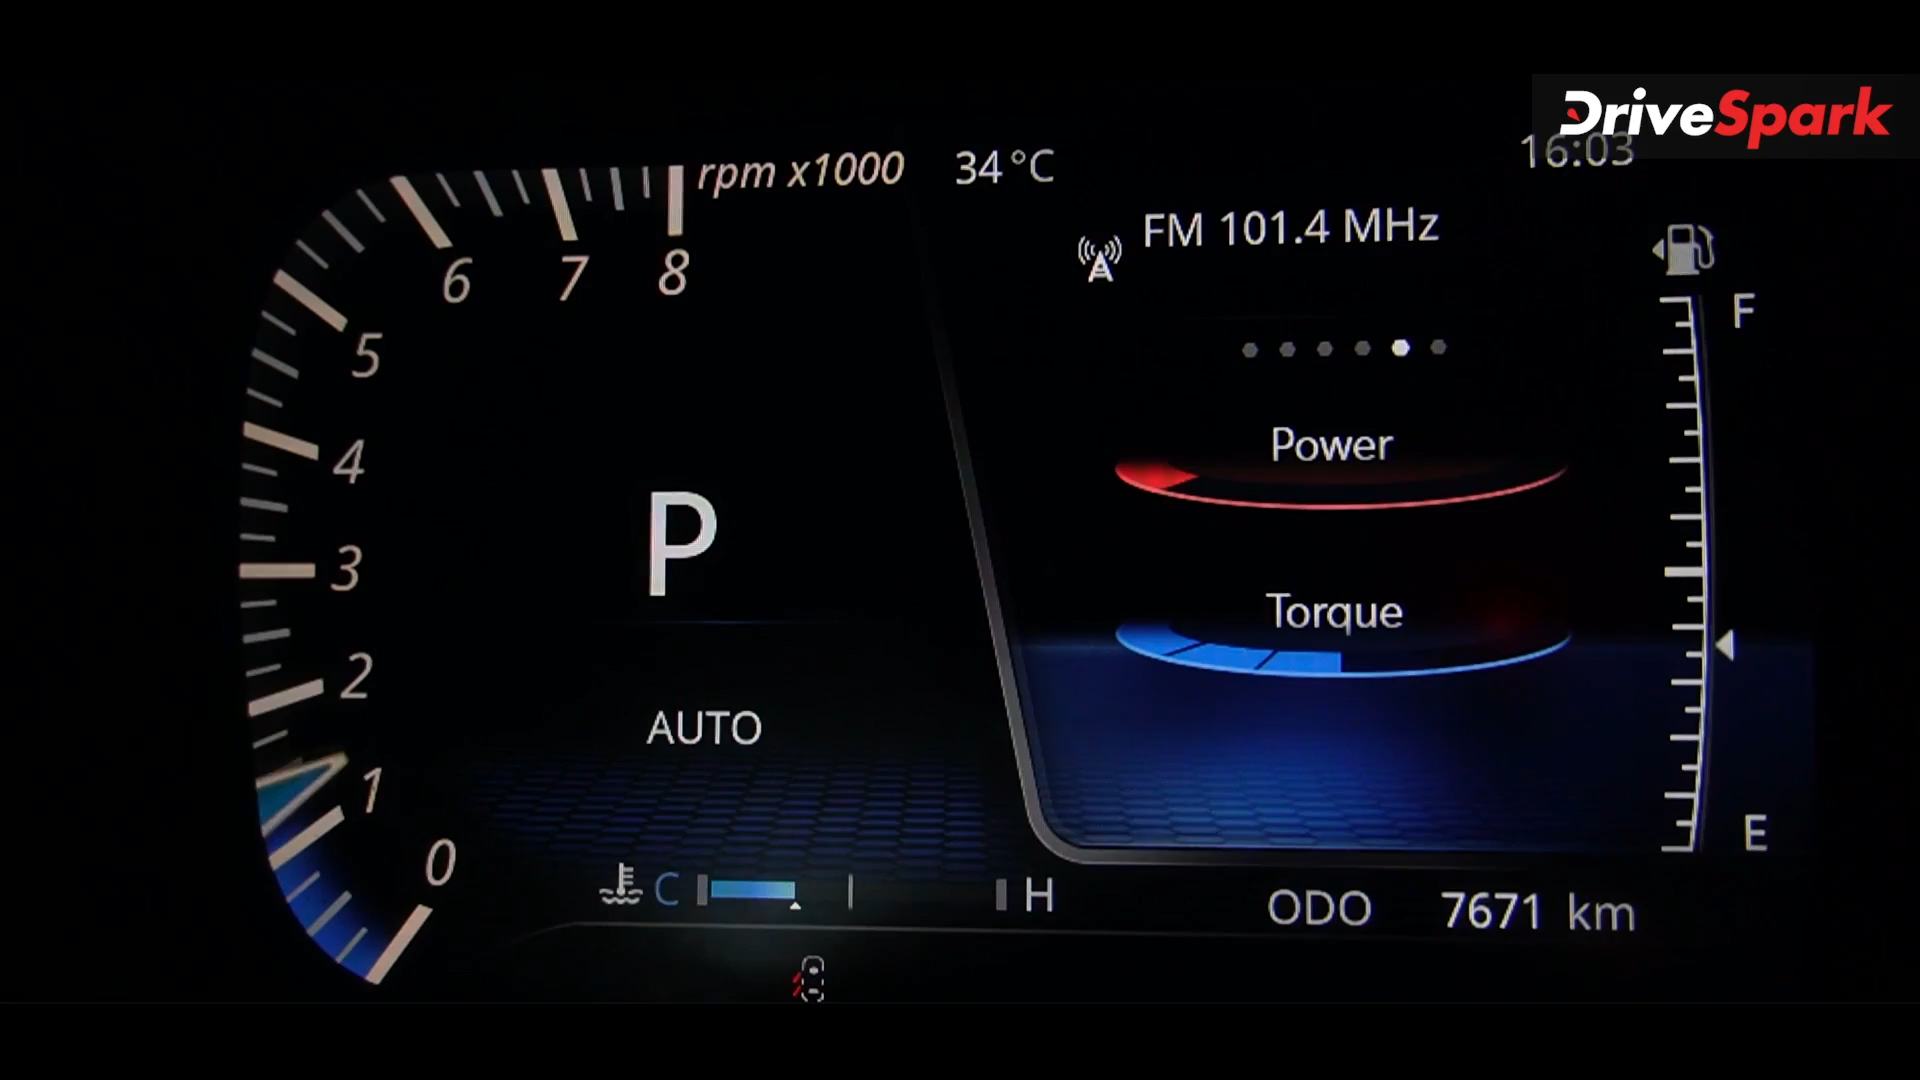 DriveSpark
rpm x1000
34°C
16:03
FM 101.4 MHz
6
7
8
F
5
Power
4
P
3
Torque
2
AUTO
1
0
E
C
H
ODO 7671 km